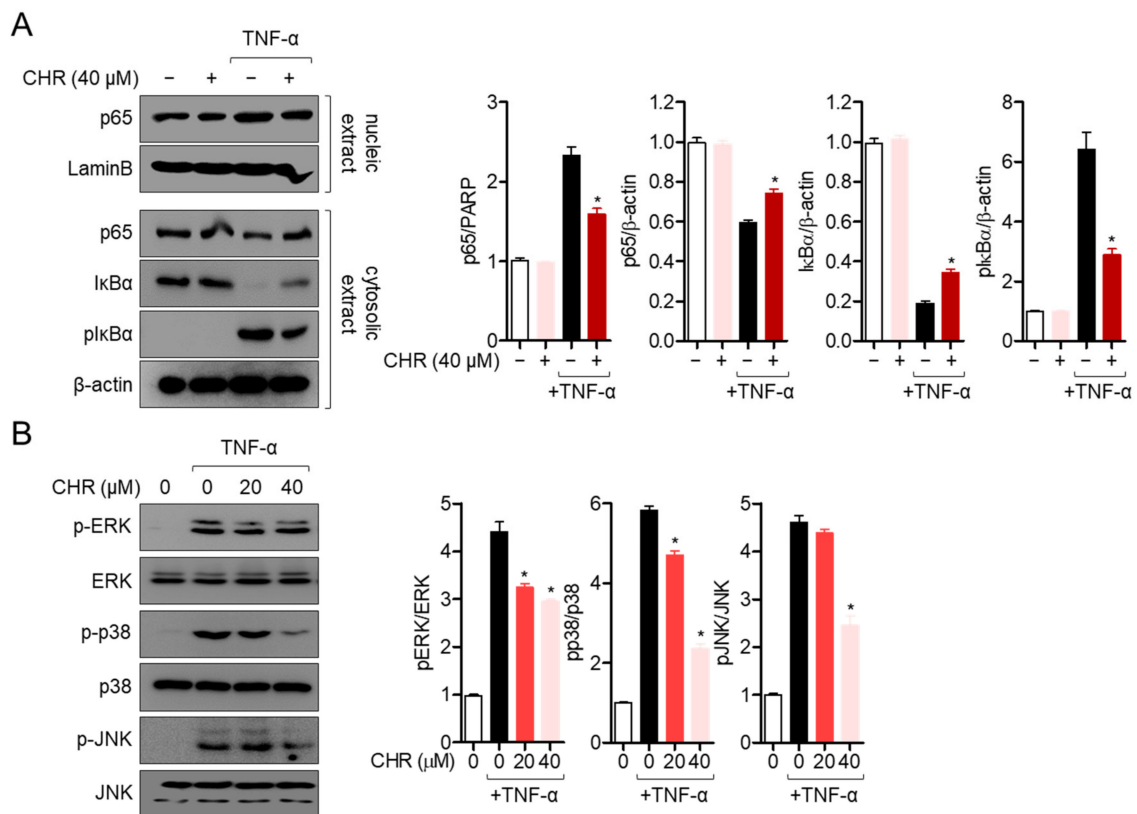 A
TNF-α
CHR (40 µM) − + − +
p65
LaminB
nucleic
extract
p65
IκBα
pIκBα
β-actin
cytosolic
extract
p65/PARP
3
2
1
0
p65/β-actin
1.2
1.0
0.8
0.6
0.4
0.2
0.0
*
IκBα/β-actin
1.2
1.0
0.8
0.6
0.4
0.2
0.0
*
pIκBα/β-actin
8
6
4
2
0
*
*
CHR (40 µM) − + − + − + − + − + − + − + − +
+TNF-α +TNF-α +TNF-α +TNF-α
B
TNF-α
CHR (µM) 0 0 20 40
p-ERK
ERK
p-p38
p38
p-JNK
JNK
pERK/ERK
5
4
3
2
1
0
* *
pp38/p38
6
4
2
0
*
*
pJNK/JNK
5
4
3
2
1
0
*
CHR (µM) 0 0 20 40 0 0 20 40 0 0 20 40
+TNF-α +TNF-α +TNF-α